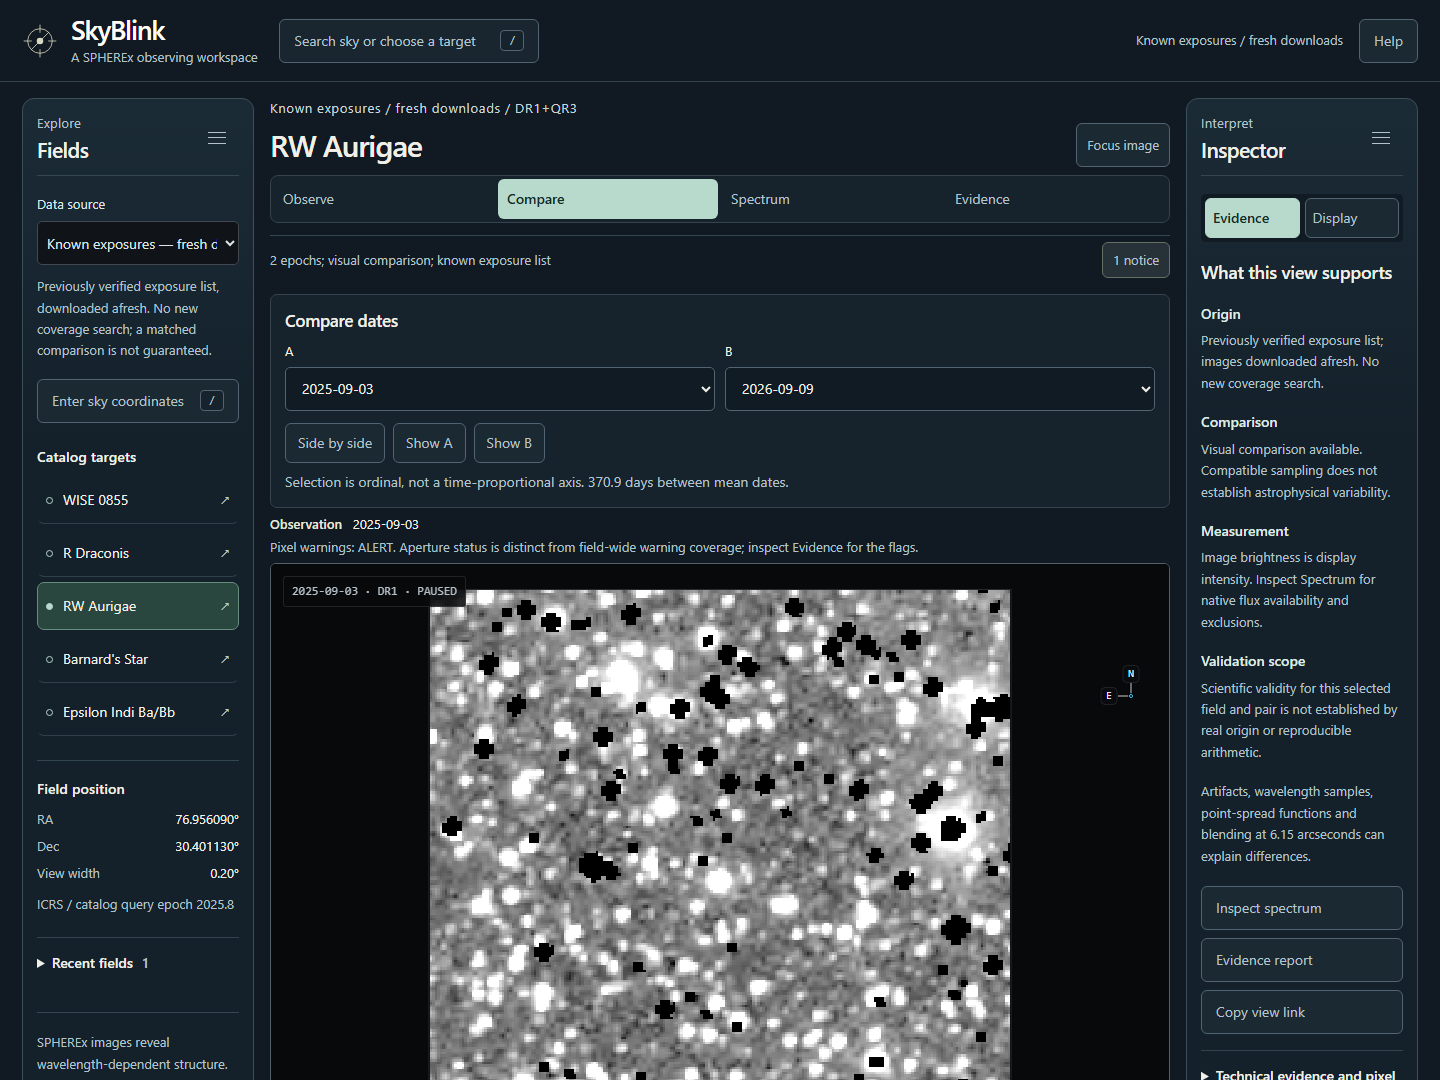 SkyBlink
A SPHEREx observing workspace
Search sky or choose a target /
Known exposures / fresh downloads
Help
Explore
Fields
Data source
Known exposures — fresh d
Previously verified exposure list,
downloaded afresh. No new
coverage search; a matched
comparison is not guaranteed.
Enter sky coordinates /
Catalog targets
WISE 0855 ↗
R Draconis ↗
RW Aurigae ↗
Barnard's Star ↗
Epsilon Indi Ba/Bb ↗
Field position
RA 76.956090°
Dec 30.401130°
View width 0.20°
ICRS / catalog query epoch 2025.8
Recent fields 1
SPHEREx images reveal
wavelength-dependent structure.
Known exposures / fresh downloads / DR1+QR3
RW Aurigae
Focus image
Observe Compare Spectrum Evidence
2 epochs; visual comparison; known exposure list
1 notice
Compare dates
A B
2025-09-03 2026-09-09
Side by side Show A Show B
Selection is ordinal, not a time-proportional axis. 370.9 days between mean dates.
Observation 2025-09-03
Pixel warnings: ALERT. Aperture status is distinct from field-wide warning coverage; inspect Evidence for the flags.
2025-09-03 · DR1 · PAUSED
N
E
Interpret
Inspector
Evidence Display
What this view supports
Origin
Previously verified exposure list;
images downloaded afresh. No
new coverage search.
Comparison
Visual comparison available.
Compatible sampling does not
establish astrophysical variability.
Measurement
Image brightness is display
intensity. Inspect Spectrum for
native flux availability and
exclusions.
Validation scope
Scientific validity for this selected
field and pair is not established by
real origin or reproducible
arithmetic.
Artifacts, wavelength samples,
point-spread functions and
blending at 6.15 arcseconds can
explain differences.
Inspect spectrum
Evidence report
Copy view link
Technical evidence and pixel